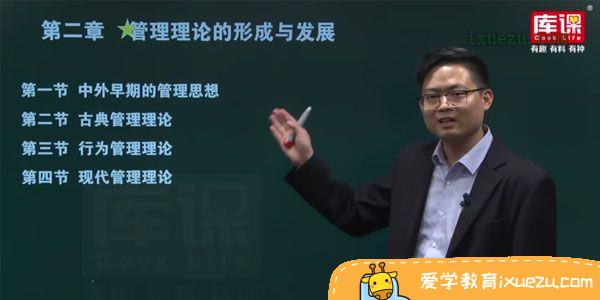 第二章 管理理论的形成与发展
库课
Cook Life
有趣 有料 有种
ixuezu.com
第一节 中外早期的管理思想
第二节 古典管理理论
第三节 行为管理理论
第四节 现代管理理论
库课
爱学教育ixuezu.com